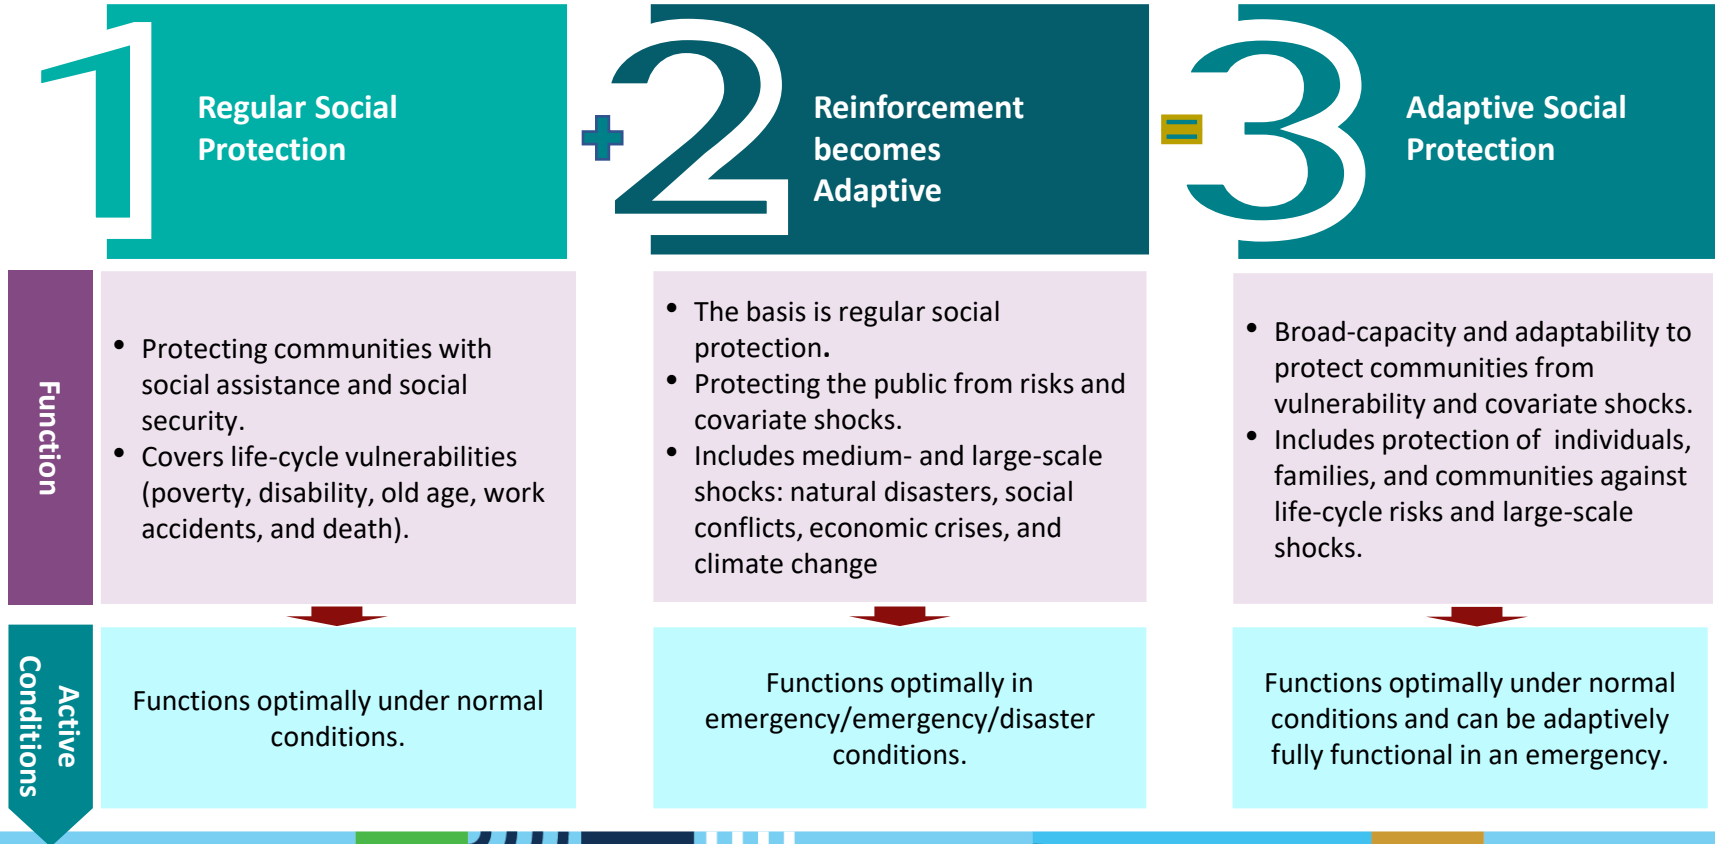 1
Regular Social
Protection
+
2
Reinforcement
becomes
Adaptive
=
3
Adaptive Social
Protection
Function
• Protecting communities with
social assistance and social
security.
• Covers life-cycle vulnerabilities
(poverty, disability, old age, work
accidents, and death).
• The basis is regular social
protection.
• Protecting the public from risks and
covariate shocks.
• Includes medium- and large-scale
shocks: natural disasters, social
conflicts, economic crises, and
climate change
• Broad-capacity and adaptability to
protect communities from
vulnerability and covariate shocks.
• Includes protection of individuals,
families, and communities against
life-cycle risks and large-scale
shocks.
Active
Conditions
Functions optimally under normal
conditions.
Functions optimally in
emergency/emergency/disaster
conditions.
Functions optimally under normal
conditions and can be adaptively
fully functional in an emergency.